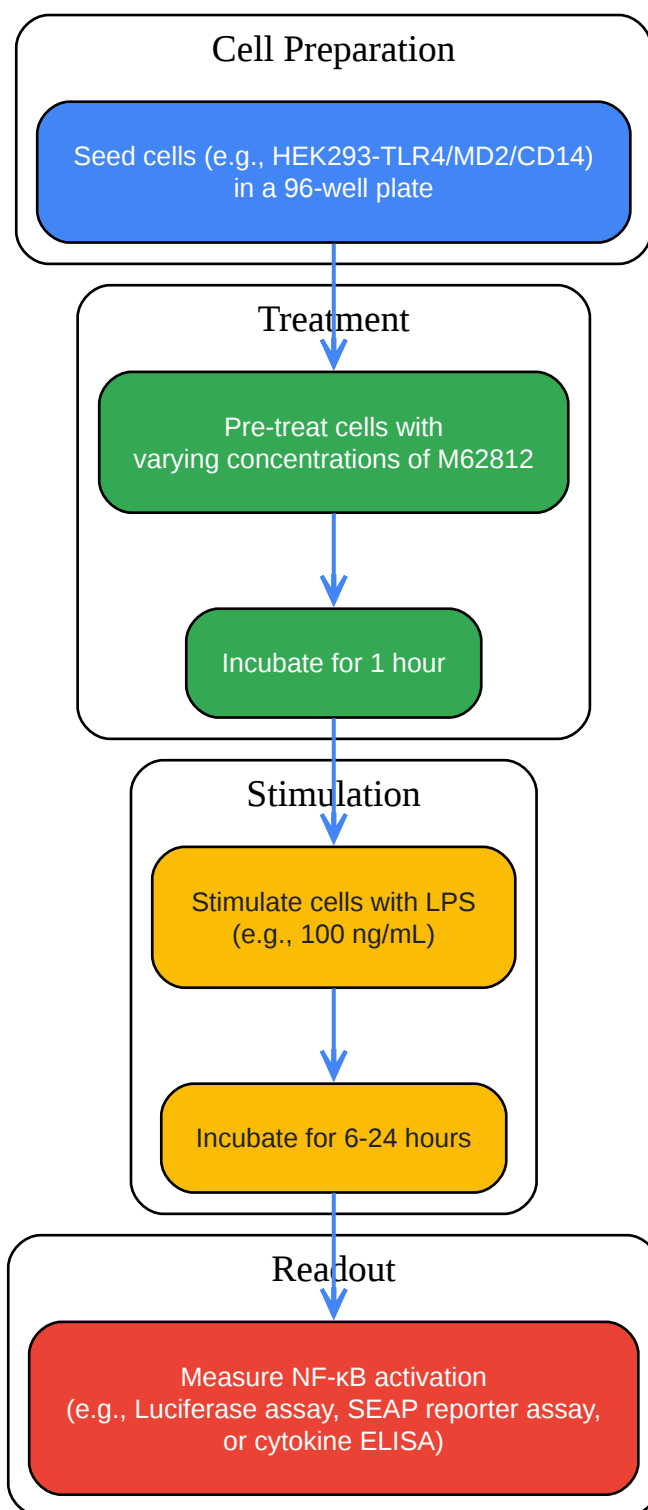 Cell Preparation
Seed cells (e.g., HEK293-TLR4/MD2/CD14)
in a 96-well plate
Treatment
Pre-treat cells with
varying concentrations of M62812
Incubate for 1 hour
Stimulation
Stimulate cells with LPS
(e.g., 100 ng/mL)
Incubate for 6-24 hours
Readout
Measure NF-κB activation
(e.g., Luciferase assay, SEAP reporter assay,
or cytokine ELISA)